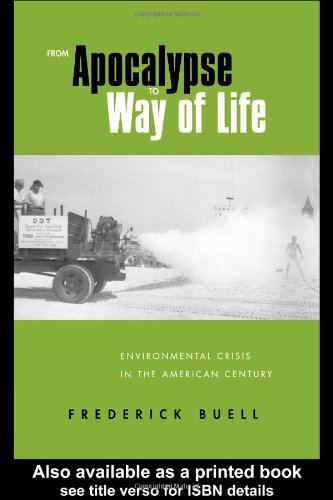 FROM
Apocalypse
TO
Way of Life
D.D.T.
ENVIRONMENTAL CRISIS
IN THE AMERICAN CENTURY
FREDERICK BUELL
Also available as a printed book
see title verso for ISBN details